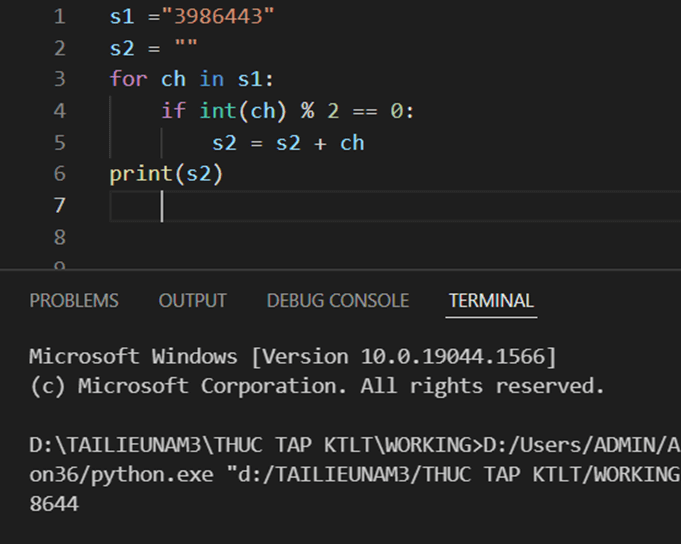 1 s1 ="3986443"
2 s2 = ""
3 for ch in s1:
4 if int(ch) % 2 == 0:
5 s2 = s2 + ch
6 print(s2)
7
8
9
PROBLEMS OUTPUT DEBUG CONSOLE TERMINAL
Microsoft Windows [Version 10.0.19044.1566]
(c) Microsoft Corporation. All rights reserved.
D:\TAILIEUNAM3\THUC TAP KTLT\WORKING>D:/Users/ADMIN/A
on36/python.exe "d:/TAILIEUNAM3/THUC TAP KTLT/WORKING
8644